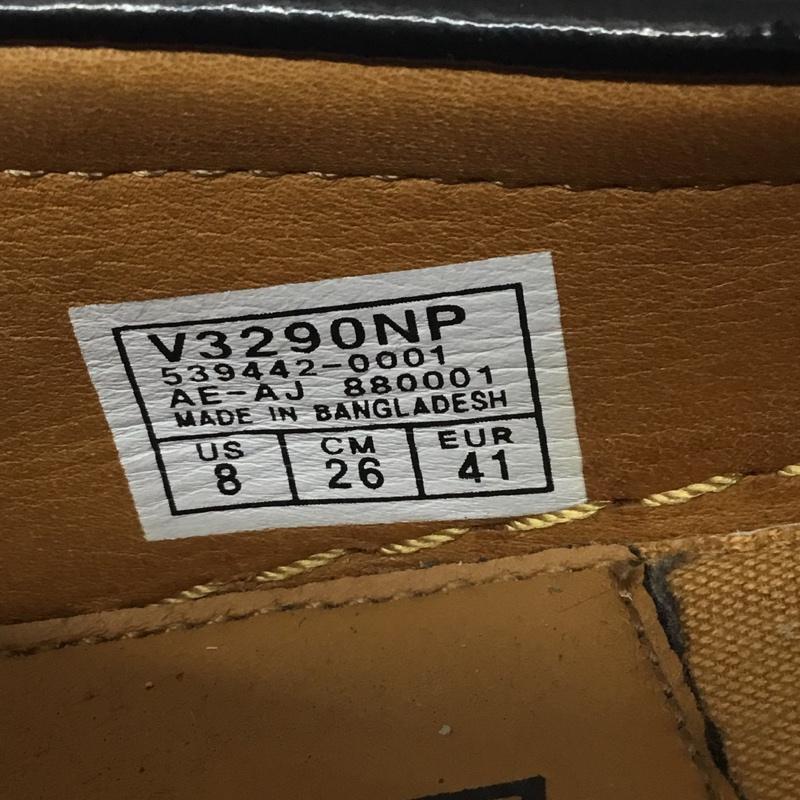 V3290NP
539442-0001
AE-AJ 880001
MADE IN BANGLADESH
US CM EUR
8 26 41